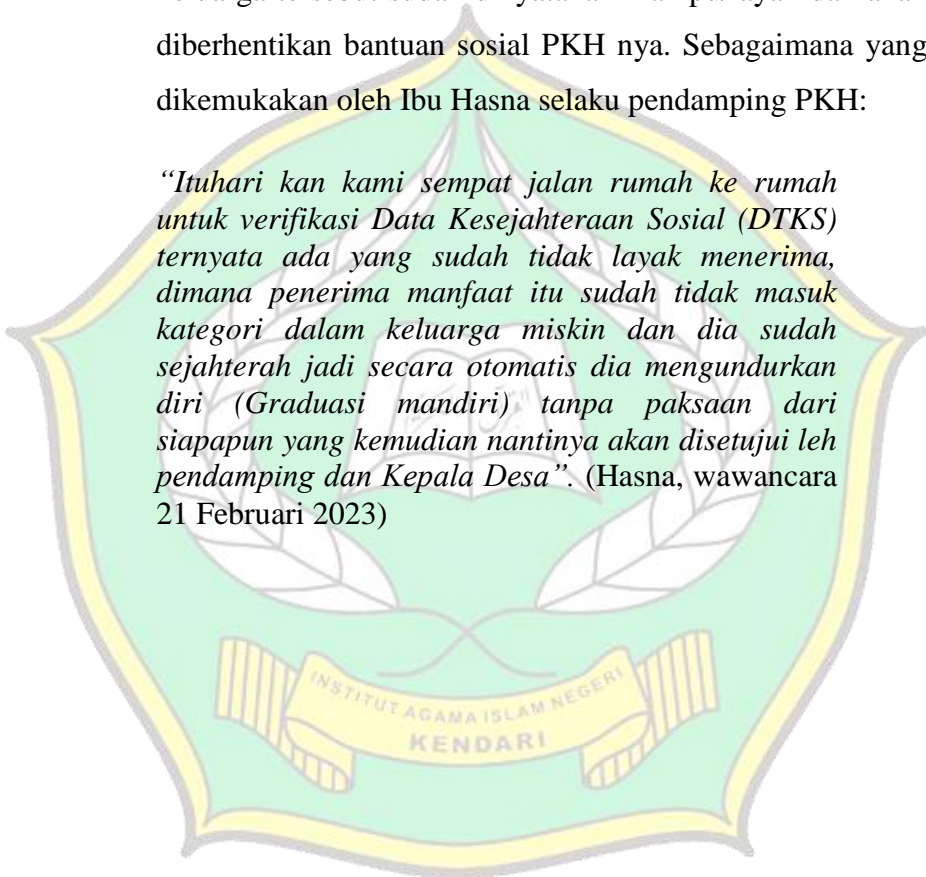 diberhentikan bantuan sosial PKH nya. Sebagaimana yang
dikemukakan oleh Ibu Hasna selaku pendamping PKH:
“Ituhari kan kami sempat jalan rumah ke rumah
untuk verifikasi Data Kesejahteraan Sosial (DTKS)
ternyata ada yang sudah tidak layak menerima,
dimana penerima manfaat itu sudah tidak masuk
kategori dalam keluarga miskin dan dia sudah
sejahterah jadi secara otomatis dia mengundurkan
diri (Graduasi mandiri) tanpa paksaan dari
siapapun yang kemudian nantinya akan disetujui leh
pendamping dan Kepala Desa”. (Hasna, wawancara
21 Februari 2023)
INSTITUT AGAMA ISLAM NEGERI
KENDARI